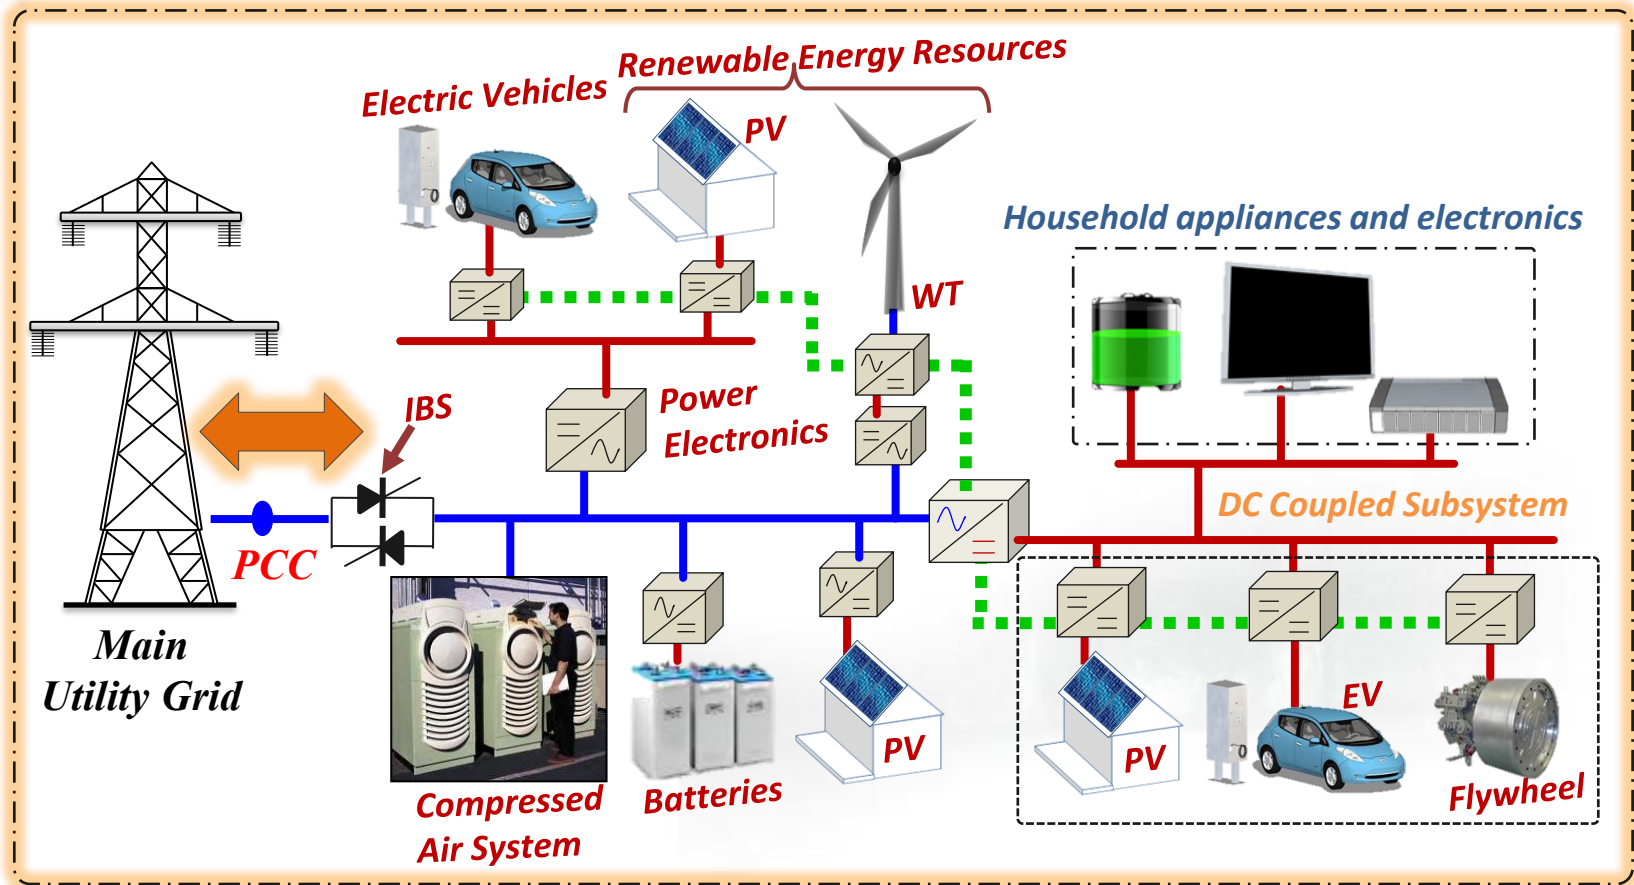 Renewable Energy Resources
Electric Vehicles
PV
Household appliances and electronics
WT
IBS
Power
Electronics
DC Coupled Subsystem
PCC
Main
Utility Grid
EV
PV
PV
Flywheel
Batteries
Compressed
Air System